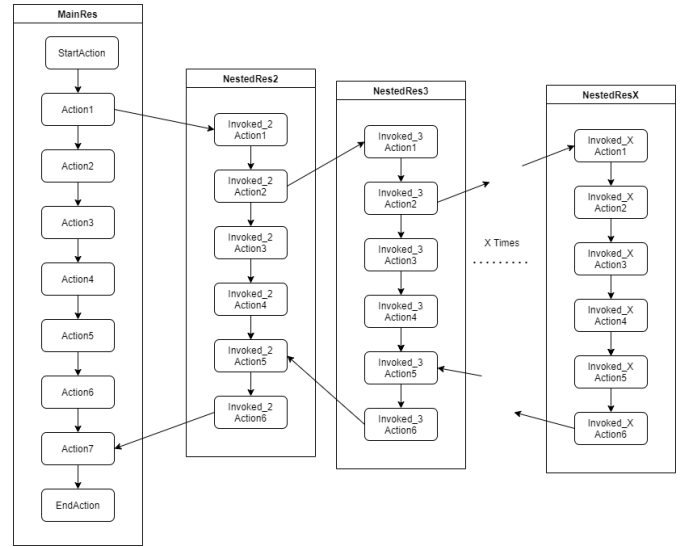 MainRes
StartAction
Action1
Action2
Action3
Action4
Action5
Action6
Action7
EndAction
NestedRes2
Invoked_2
Action1
Invoked_2
Action2
Invoked_2
Action3
Invoked_2
Action4
Invoked_2
Action5
Invoked_2
Action6
NestedRes3
Invoked_3
Action1
Invoked_3
Action2
Invoked_3
Action3
Invoked_3
Action4
Invoked_3
Action5
Invoked_3
Action6
X Times
.......
NestedResX
Invoked_X
Action1
Invoked_X
Action2
Invoked_X
Action3
Invoked_X
Action4
Invoked_X
Action5
Invoked_X
Action6